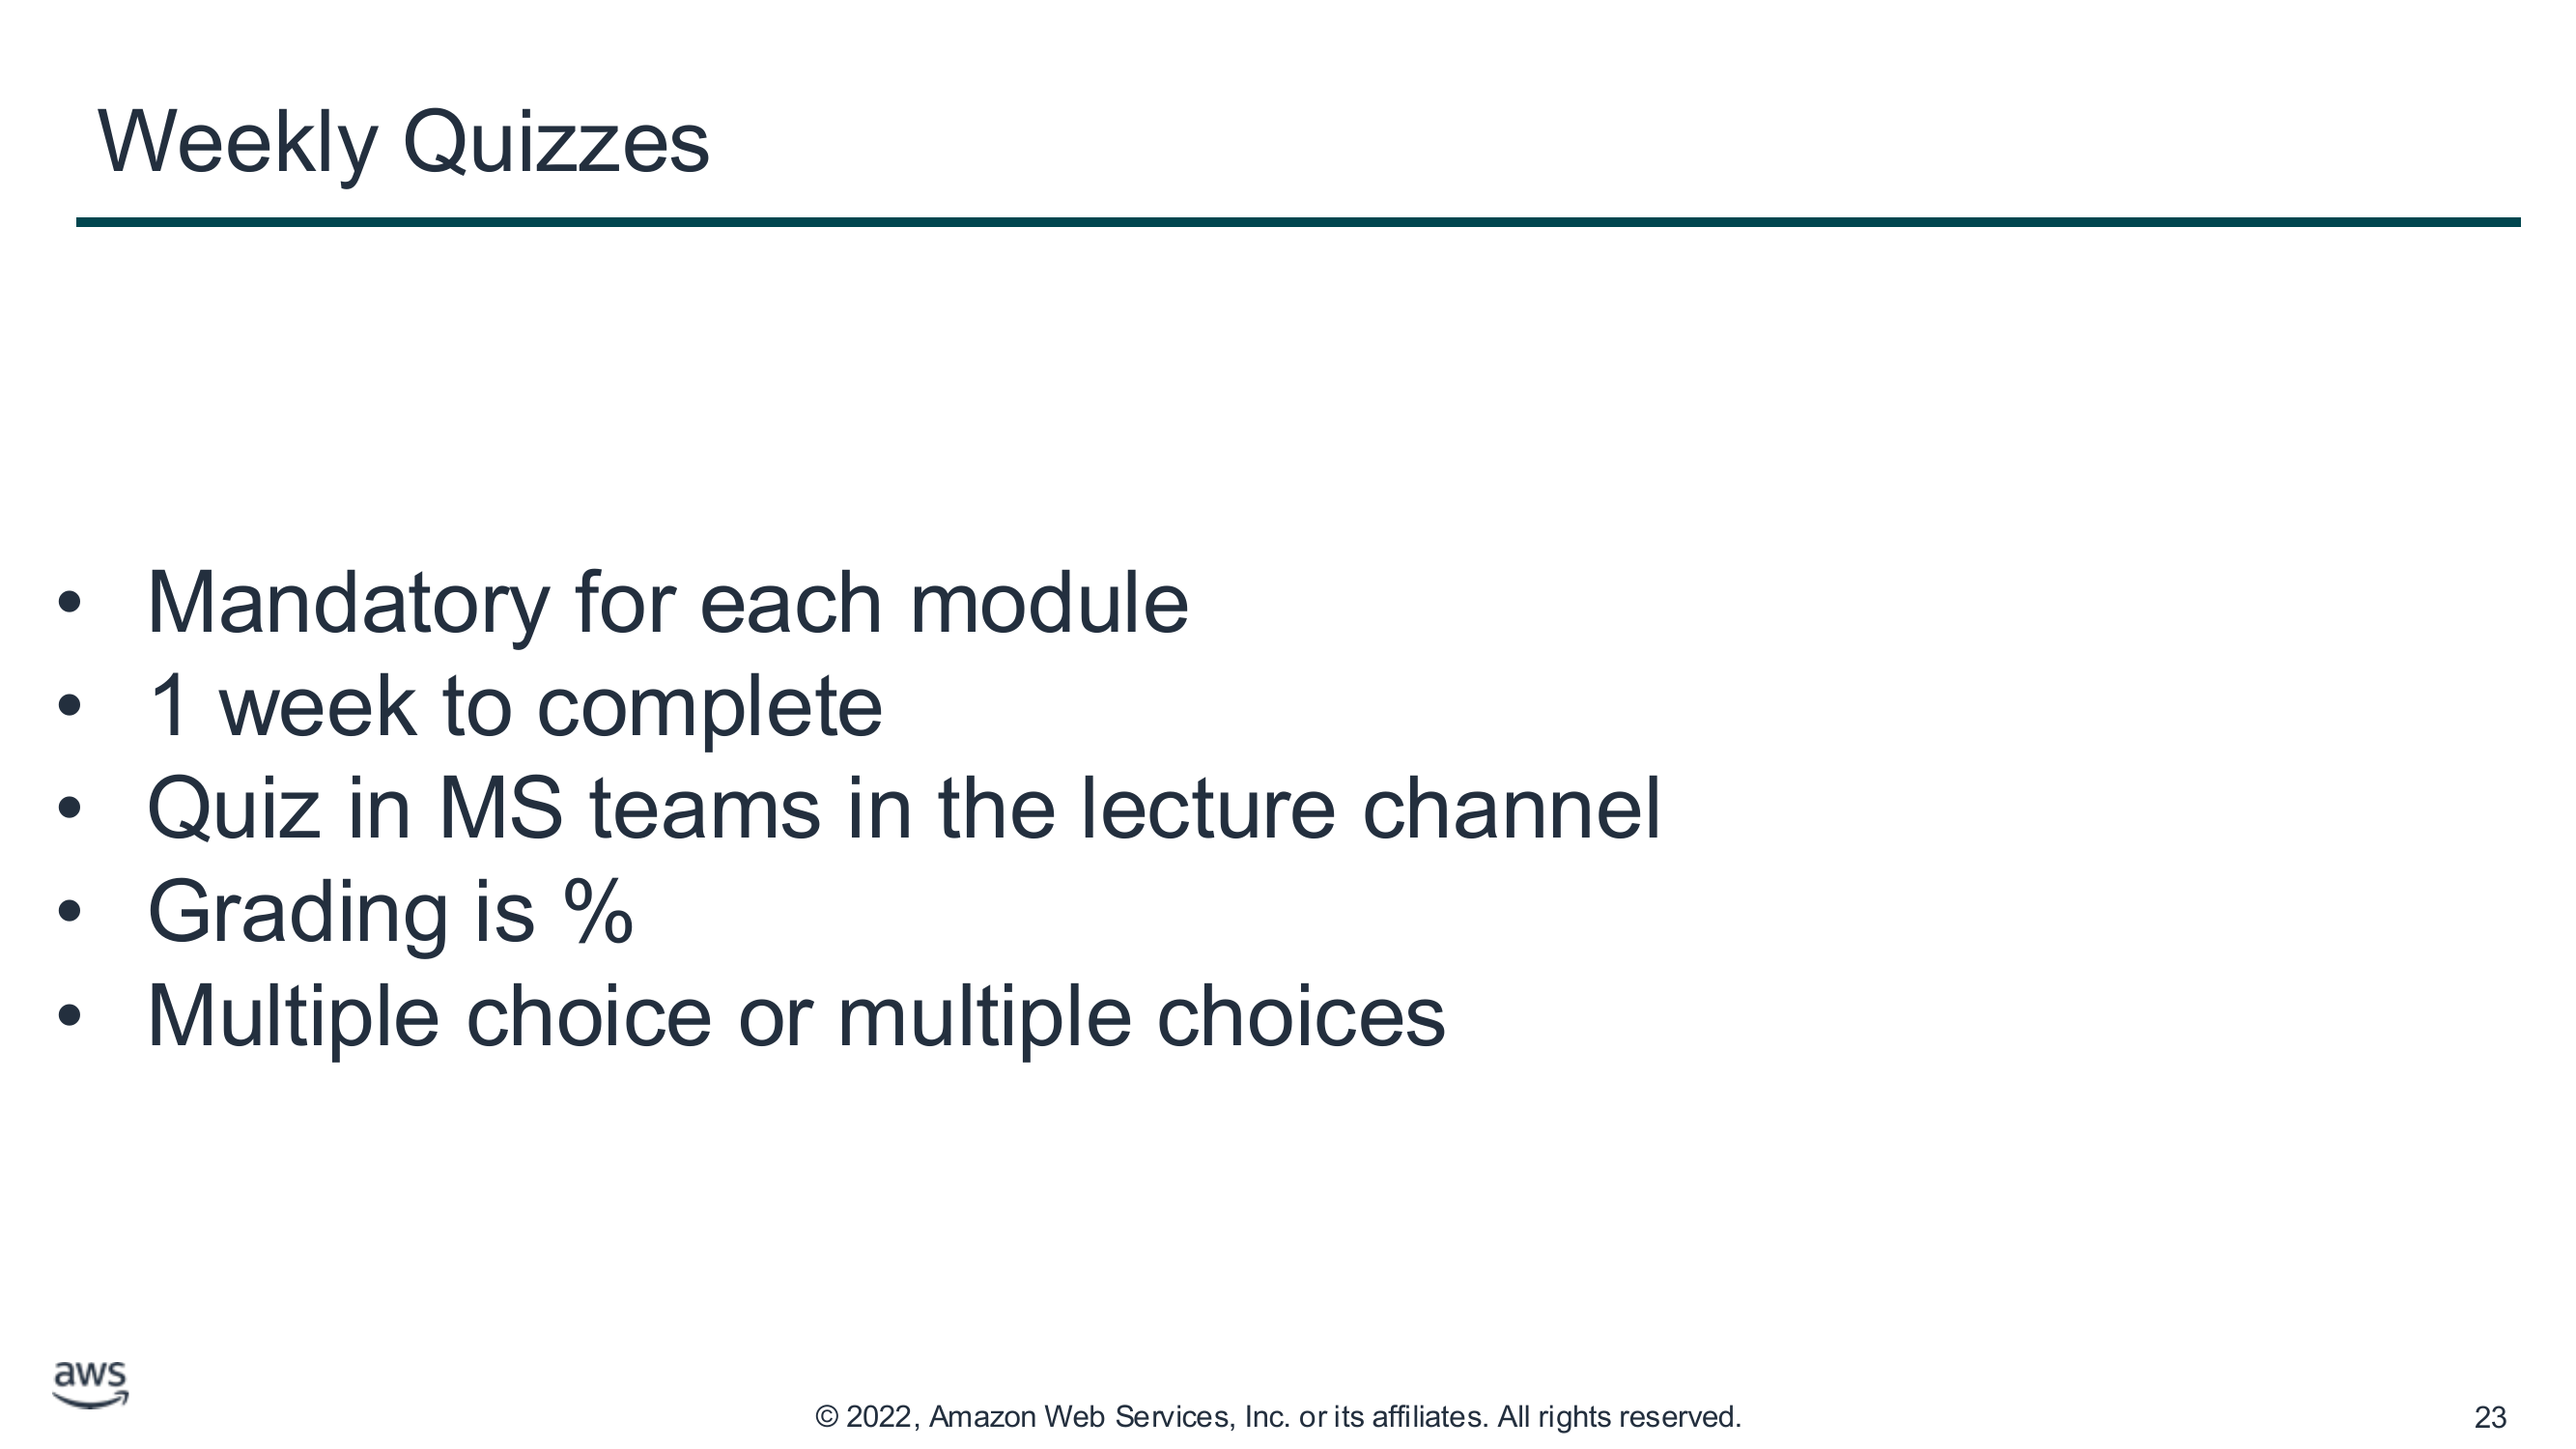 Weekly Quizzes
• Mandatory for each module
• 1 week to complete
• Quiz in MS teams in the lecture channel
• Grading is %
• Multiple choice or multiple choices
aws
© 2022, Amazon Web Services, Inc. or its affiliates. All rights reserved.
23